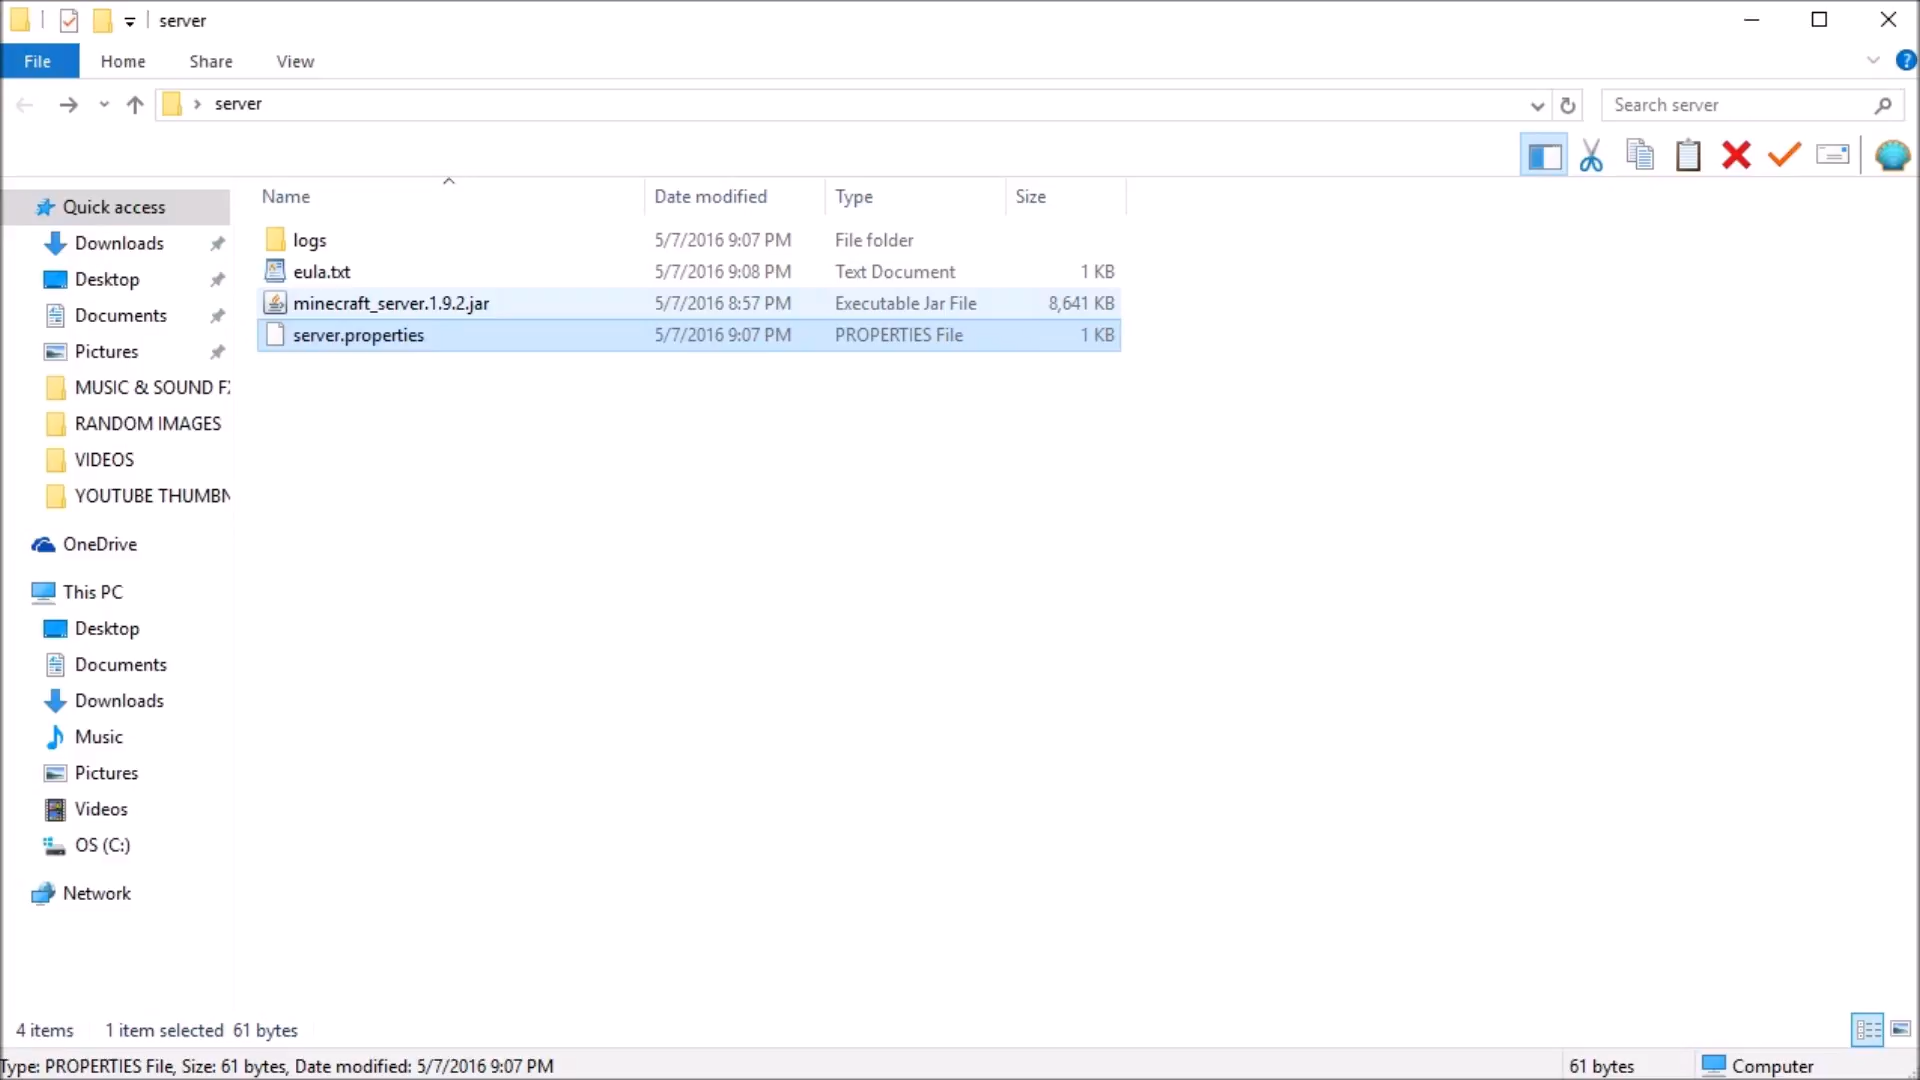 server
File Home Share View
server
Search server
Name Date modified Type Size
logs 5/7/2016 9:07 PM File folder
eula.txt 5/7/2016 9:08 PM Text Document 1 KB
minecraft_server.1.9.2.jar 5/7/2016 8:57 PM Executable Jar File 8,641 KB
server.properties 5/7/2016 9:07 PM PROPERTIES File 1 KB
Quick access
Downloads
Desktop
Documents
Pictures
MUSIC & SOUND F
RANDOM IMAGES
VIDEOS
YOUTUBE THUMBN
OneDrive
This PC
Desktop
Documents
Downloads
Music
Pictures
Videos
OS (C:)
Network
4 items 1 item selected 61 bytes
Type: PROPERTIES File, Size: 61 bytes, Date modified: 5/7/2016 9:07 PM 61 bytes Computer